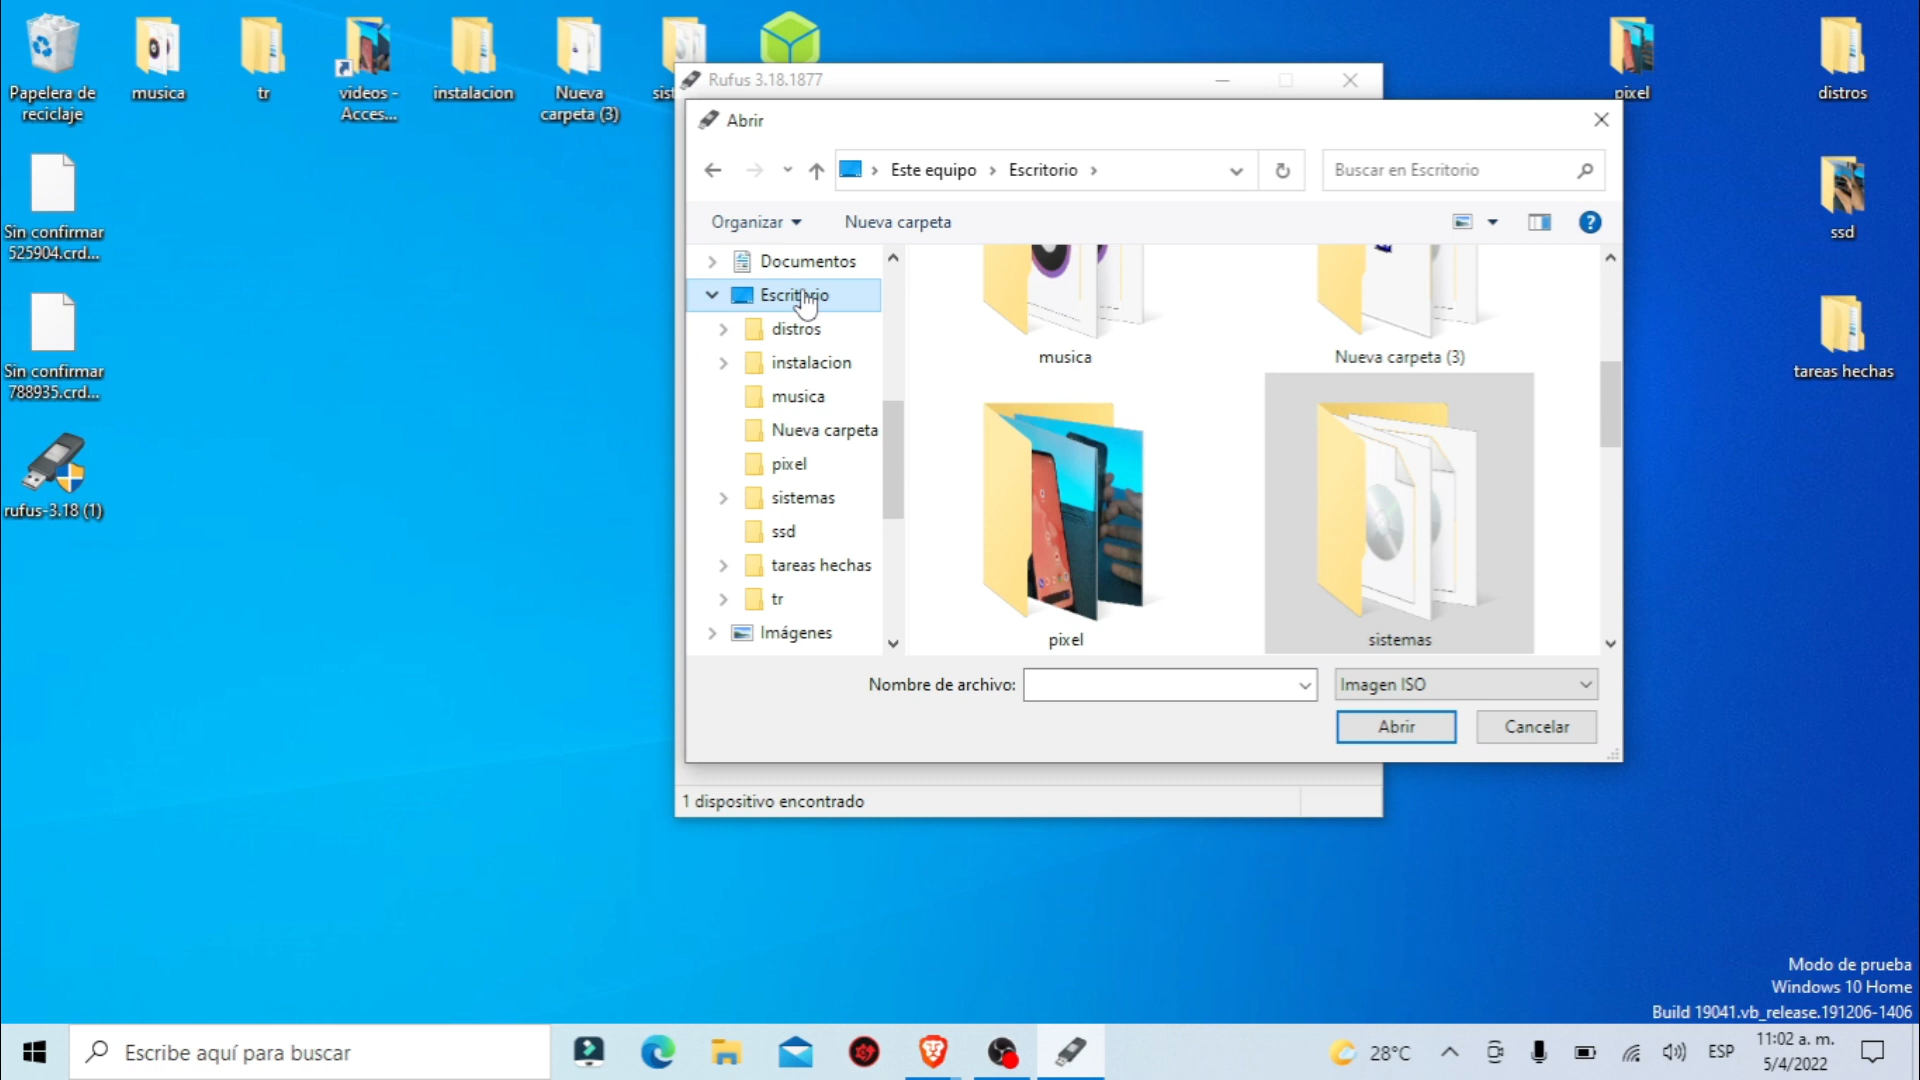 Papelera de
reciclaje
musica
tr
videos -
Acces...
instalacion
Nueva
carpeta (3)
pixel
distros
Sin confirmar
525904.crd...
ssd
Sin confirmar
788935.crd...
tareas hechas
rufus-3.18 (1)
Rufus 3.18.1877
Abrir
Este equipo
Escritorio
Buscar en Escritorio
Organizar
Nueva carpeta
Documentos
Escritorio
distros
instalacion
musica
Nueva carpeta
pixel
sistemas
ssd
tareas hechas
tr
Imágenes
musica
Nueva carpeta (3)
pixel
sistemas
Nombre de archivo:
Imagen ISO
Abrir
Cancelar
1 dispositivo encontrado
Modo de prueba
Windows 10 Home
Build 19041.vb_release.191206-1406
Escribe aquí para buscar
28°C
ESP
11:02 a. m.
5/4/2022